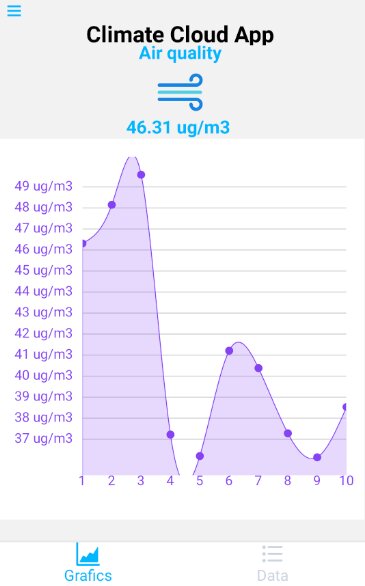 Climate Cloud App
Air quality
46.31 ug/m3
49 ug/m3
48 ug/m3
47 ug/m3
46 ug/m3
45 ug/m3
44 ug/m3
43 ug/m3
42 ug/m3
41 ug/m3
40 ug/m3
39 ug/m3
38 ug/m3
37 ug/m3
1 2 3 4 5 6 7 8 9 10
Grafics Data